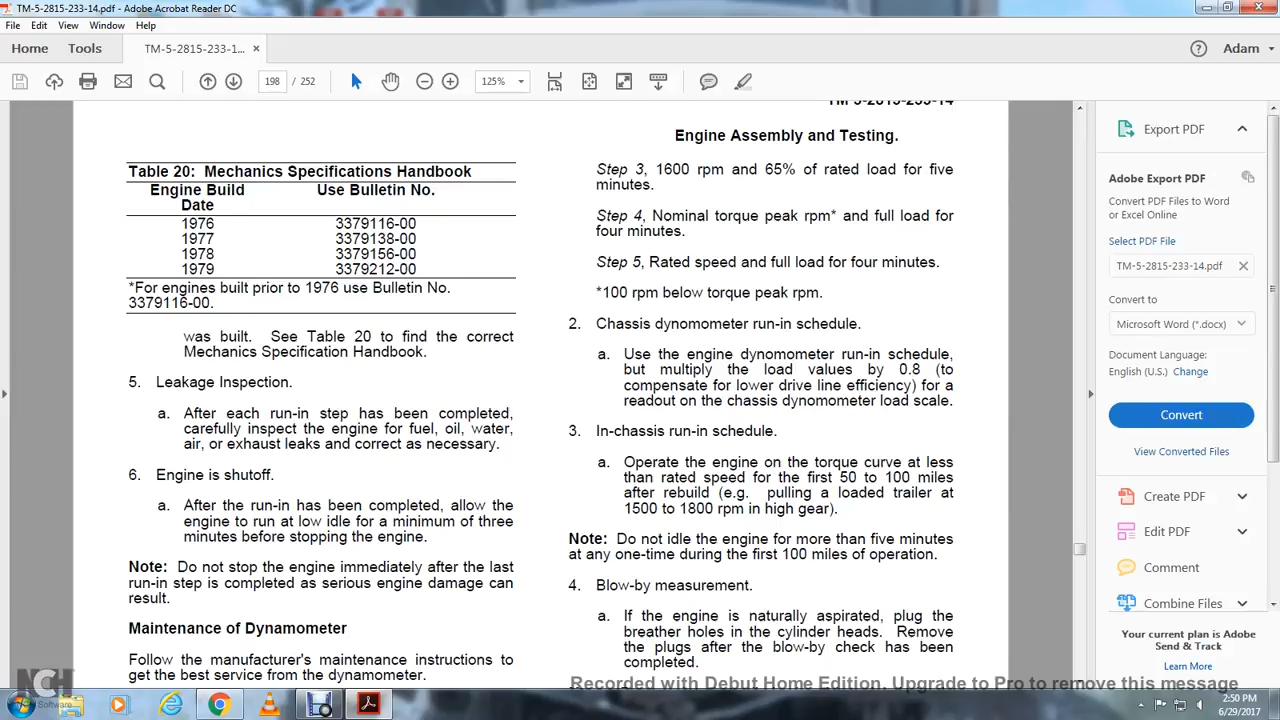 TM-5-2815-233-14.pdf - Adobe Acrobat Reader DC
File Edit View Window Help
Home Tools TM-5-2815-233-1... × Adam
198 / 252 125%
TM 5-2815-233-14
Engine Assembly and Testing.
Table 20: Mechanics Specifications Handbook
Engine Build Use Bulletin No.
Date
1976 3379116-00
1977 3379138-00
1978 3379156-00
1979 3379212-00
*For engines built prior to 1976 use Bulletin No.
3379116-00.
was built. See Table 20 to find the correct
Mechanics Specification Handbook.
5. Leakage Inspection.
a. After each run-in step has been completed,
carefully inspect the engine for fuel, oil, water,
air, or exhaust leaks and correct as necessary.
6. Engine is shutoff.
a. After the run-in has been completed, allow the
engine to run at low idle for a minimum of three
minutes before stopping the engine.
Note: Do not stop the engine immediately after the last
run-in step is completed as serious engine damage can
result.
Maintenance of Dynamometer
Follow the manufacturer's maintenance instructions to
get the best service from the dynamometer.
Step 3, 1600 rpm and 65% of rated load for five
minutes.
Step 4, Nominal torque peak rpm* and full load for
four minutes.
Step 5, Rated speed and full load for four minutes.
*100 rpm below torque peak rpm.
2. Chassis dynomometer run-in schedule.
a. Use the engine dynomometer run-in schedule,
but multiply the load values by 0.8 (to
compensate for lower drive line efficiency) for a
readout on the chassis dynomometer load scale.
3. In-chassis run-in schedule.
a. Operate the engine on the torque curve at less
than rated speed for the first 50 to 100 miles
after rebuild (e.g. pulling a loaded trailer at
1500 to 1800 rpm in high gear).
Note: Do not idle the engine for more than five minutes
at any one-time during the first 100 miles of operation.
4. Blow-by measurement.
a. If the engine is naturally aspirated, plug the
breather holes in the cylinder heads. Remove
the plugs after the blow-by check has been
completed.
Export PDF
Adobe Export PDF
Convert PDF Files to Word
or Excel Online
Select PDF File
TM-5-2815-233-14.pdf
Convert to
Microsoft Word (*.docx)
Document Language:
English (U.S.) Change
Convert
View Converted Files
Create PDF
Edit PDF
Comment
Combine Files
Your current plan is Adobe
Send & Track
Learn More
NCH Software
Recorded with Debut Home Edition. Upgrade to Pro to remove this message
2:50 PM
6/29/2017